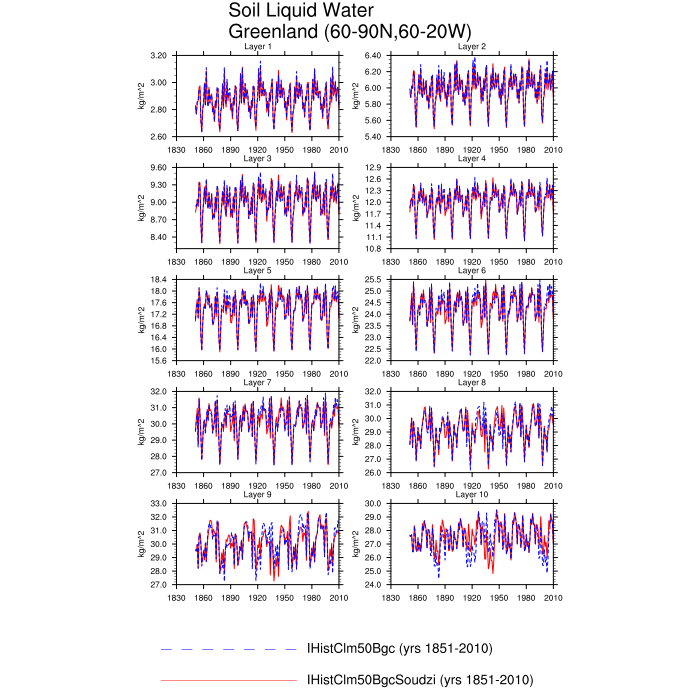 Soil Liquid Water
Greenland (60-90N,60-20W)
Layer 1
Layer 2
3.20
3.00
2.80
2.60
kg/m^2
1830 1860 1890 1920 1950 1980 2010
6.40
6.20
6.00
5.80
5.60
5.40
kg/m^2
1830 1860 1890 1920 1950 1980 2010
Layer 3
Layer 4
9.60
9.30
9.00
8.70
8.40
kg/m^2
1830 1860 1890 1920 1950 1980 2010
12.9
12.6
12.3
12.0
11.7
11.4
11.1
10.8
kg/m^2
1830 1860 1890 1920 1950 1980 2010
Layer 5
Layer 6
18.4
18.0
17.6
17.2
16.8
16.4
16.0
15.6
kg/m^2
1830 1860 1890 1920 1950 1980 2010
25.5
25.0
24.5
24.0
23.5
23.0
22.5
22.0
kg/m^2
1830 1860 1890 1920 1950 1980 2010
Layer 7
Layer 8
32.0
31.0
30.0
29.0
28.0
27.0
kg/m^2
1830 1860 1890 1920 1950 1980 2010
32.0
31.0
30.0
29.0
28.0
27.0
26.0
kg/m^2
1830 1860 1890 1920 1950 1980 2010
Layer 9
Layer 10
33.0
32.0
31.0
30.0
29.0
28.0
27.0
kg/m^2
1830 1860 1890 1920 1950 1980 2010
30.0
29.0
28.0
27.0
26.0
25.0
24.0
kg/m^2
1830 1860 1890 1920 1950 1980 2010
IHistClm50Bgc (yrs 1851-2010)
IHistClm50BgcSoudzi (yrs 1851-2010)